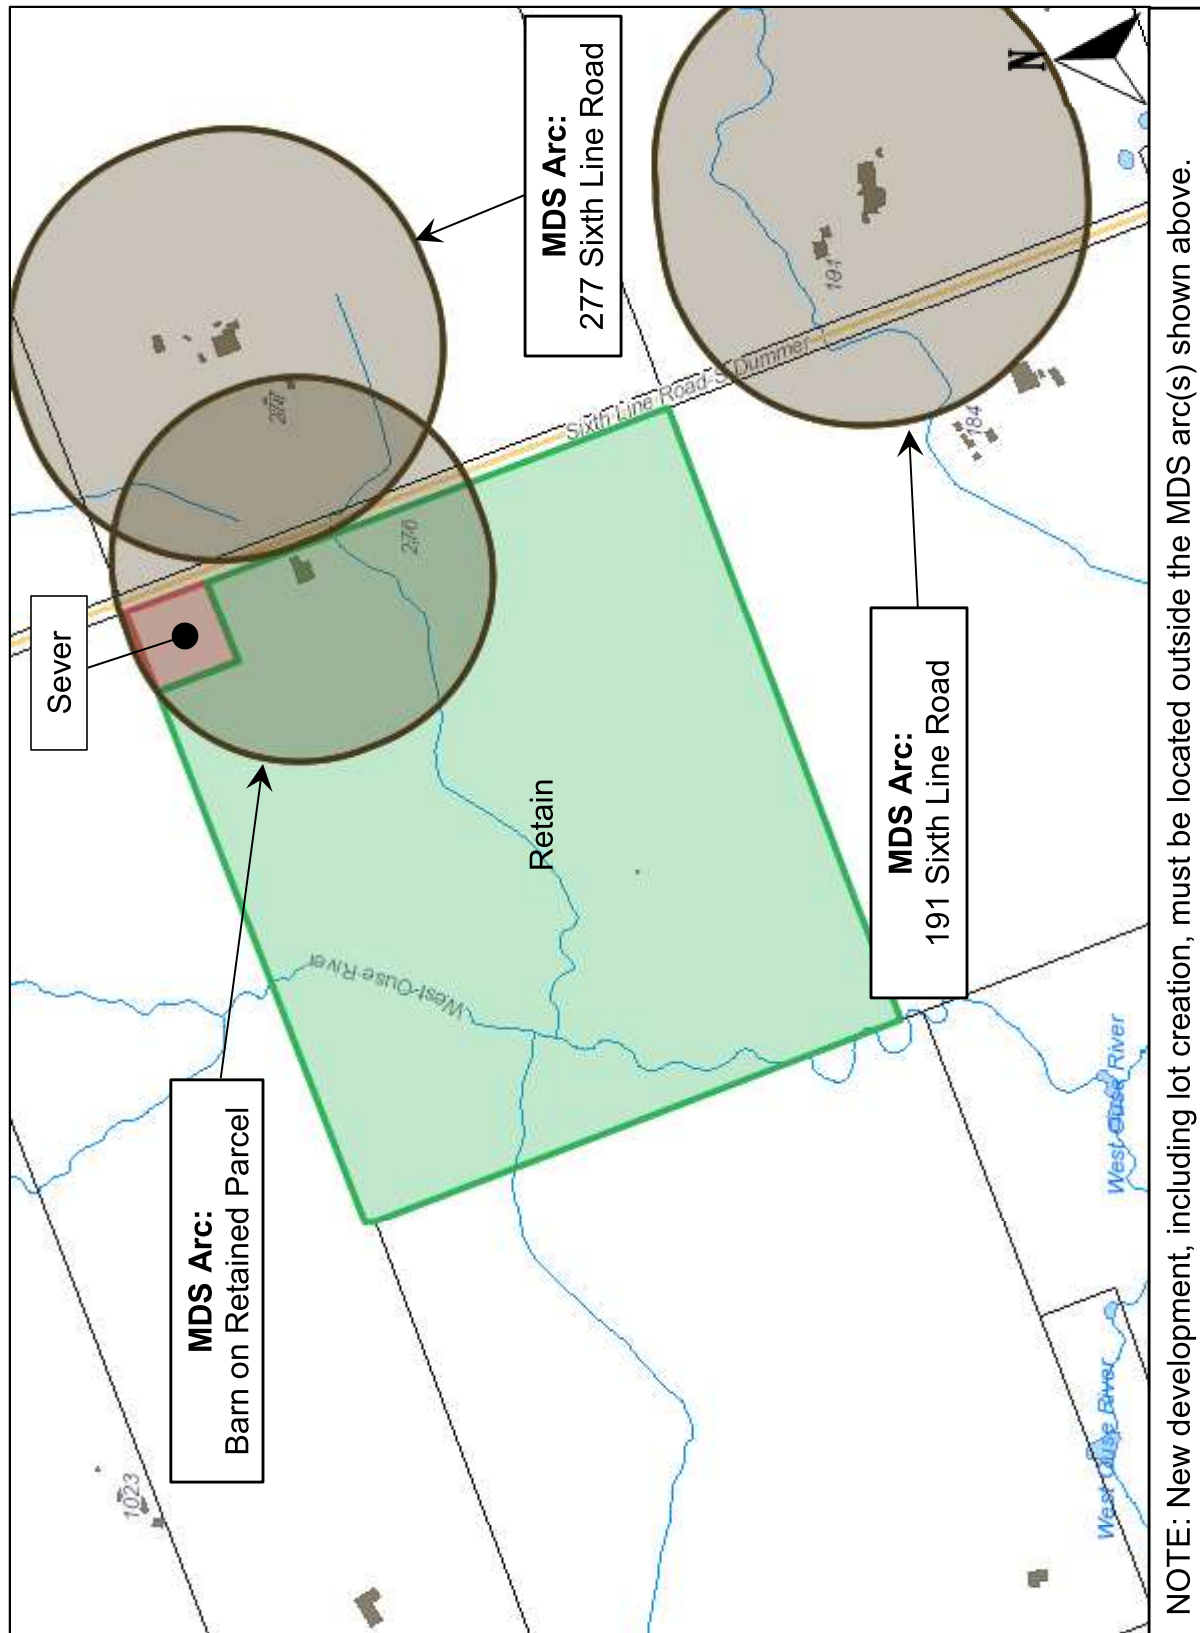 Sever
MDS Arc:
277 Sixth Line Road
N
277
Sixth Line Road-S-Dummer
191
184
276
MDS Arc:
Barn on Retained Parcel
Retain
West-Ouse-River
MDS Arc:
191 Sixth Line Road
1023
West Ouse River
West Ouse River
NOTE: New development, including lot creation, must be located outside the MDS arc(s) shown above.